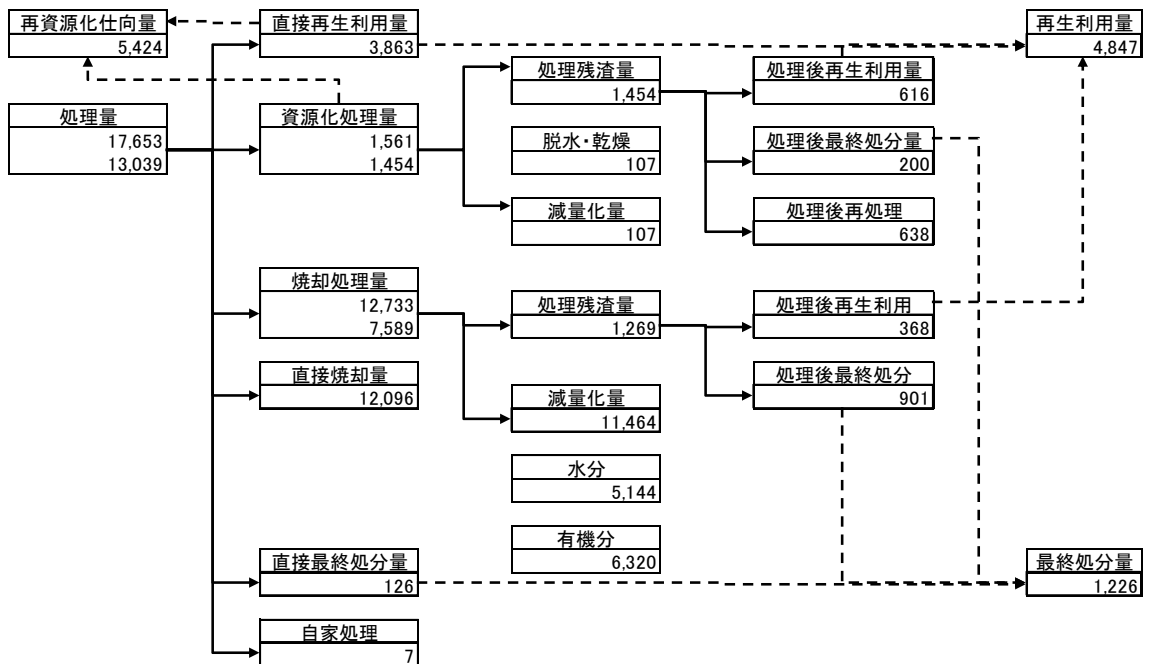 再資源化仕向量
5,424
直接再生利用量
3,863
再生利用量
4,847
処理残渣量
1,454
処理後再生利用量
616
処理量
17,653
13,039
資源化処理量
1,561
1,454
脱水・乾燥
107
処理後最終処分量
200
減量化量
107
処理後再処理
638
焼却処理量
12,733
7,589
処理残渣量
1,269
処理後再生利用
368
直接焼却量
12,096
減量化量
11,464
処理後最終処分
901
水分
5,144
有機分
6,320
直接最終処分量
126
最終処分量
1,226
自家処理
7